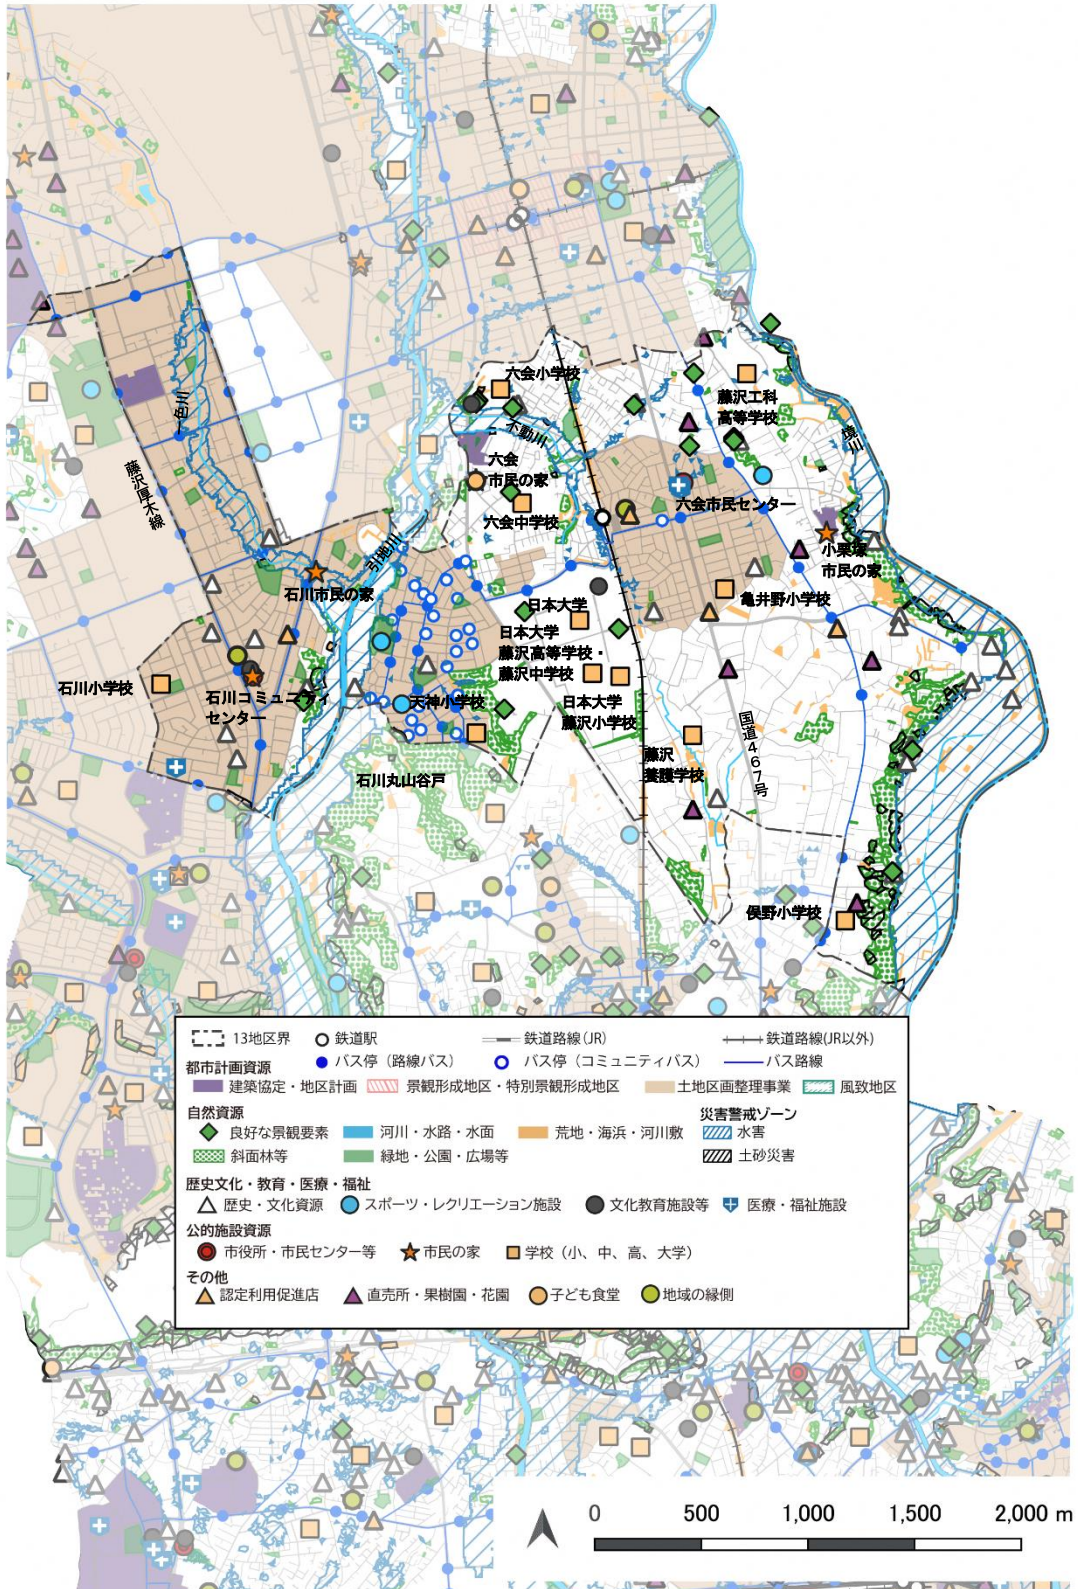 六会小学校
藤沢工科
高等学校
一色川
不動川
境川
六会
市民の家
藤沢厚木線
六会市民センター
六会中学校
引地川
小栗塚
市民の家
石川市民の家
日本大学
亀井野小学校
日本大学
藤沢高等学校・
藤沢中学校
石川小学校
石川コミュニティ
センター
天神小学校
日本大学
藤沢小学校
国道467号
藤沢
養護学校
石川丸山谷戸
俣野小学校
13地区界
鉄道駅
鉄道路線(JR)
鉄道路線(JR以外)
バス停（路線バス）
バス停（コミュニティバス）
バス路線
都市計画資源
建築協定・地区計画
景観形成地区・特別景観形成地区
土地区画整理事業
風致地区
自然資源
災害警戒ゾーン
良好な景観要素
河川・水路・水面
荒地・海浜・河川敷
水害
斜面林等
緑地・公園・広場等
土砂災害
歴史文化・教育・医療・福祉
歴史・文化資源
スポーツ・レクリエーション施設
文化教育施設等
医療・福祉施設
公的施設資源
市役所・市民センター等
市民の家
学校（小、中、高、大学）
その他
認定利用促進店
直売所・果樹園・花園
子ども食堂
地域の縁側
0 500 1,000 1,500 2,000 m